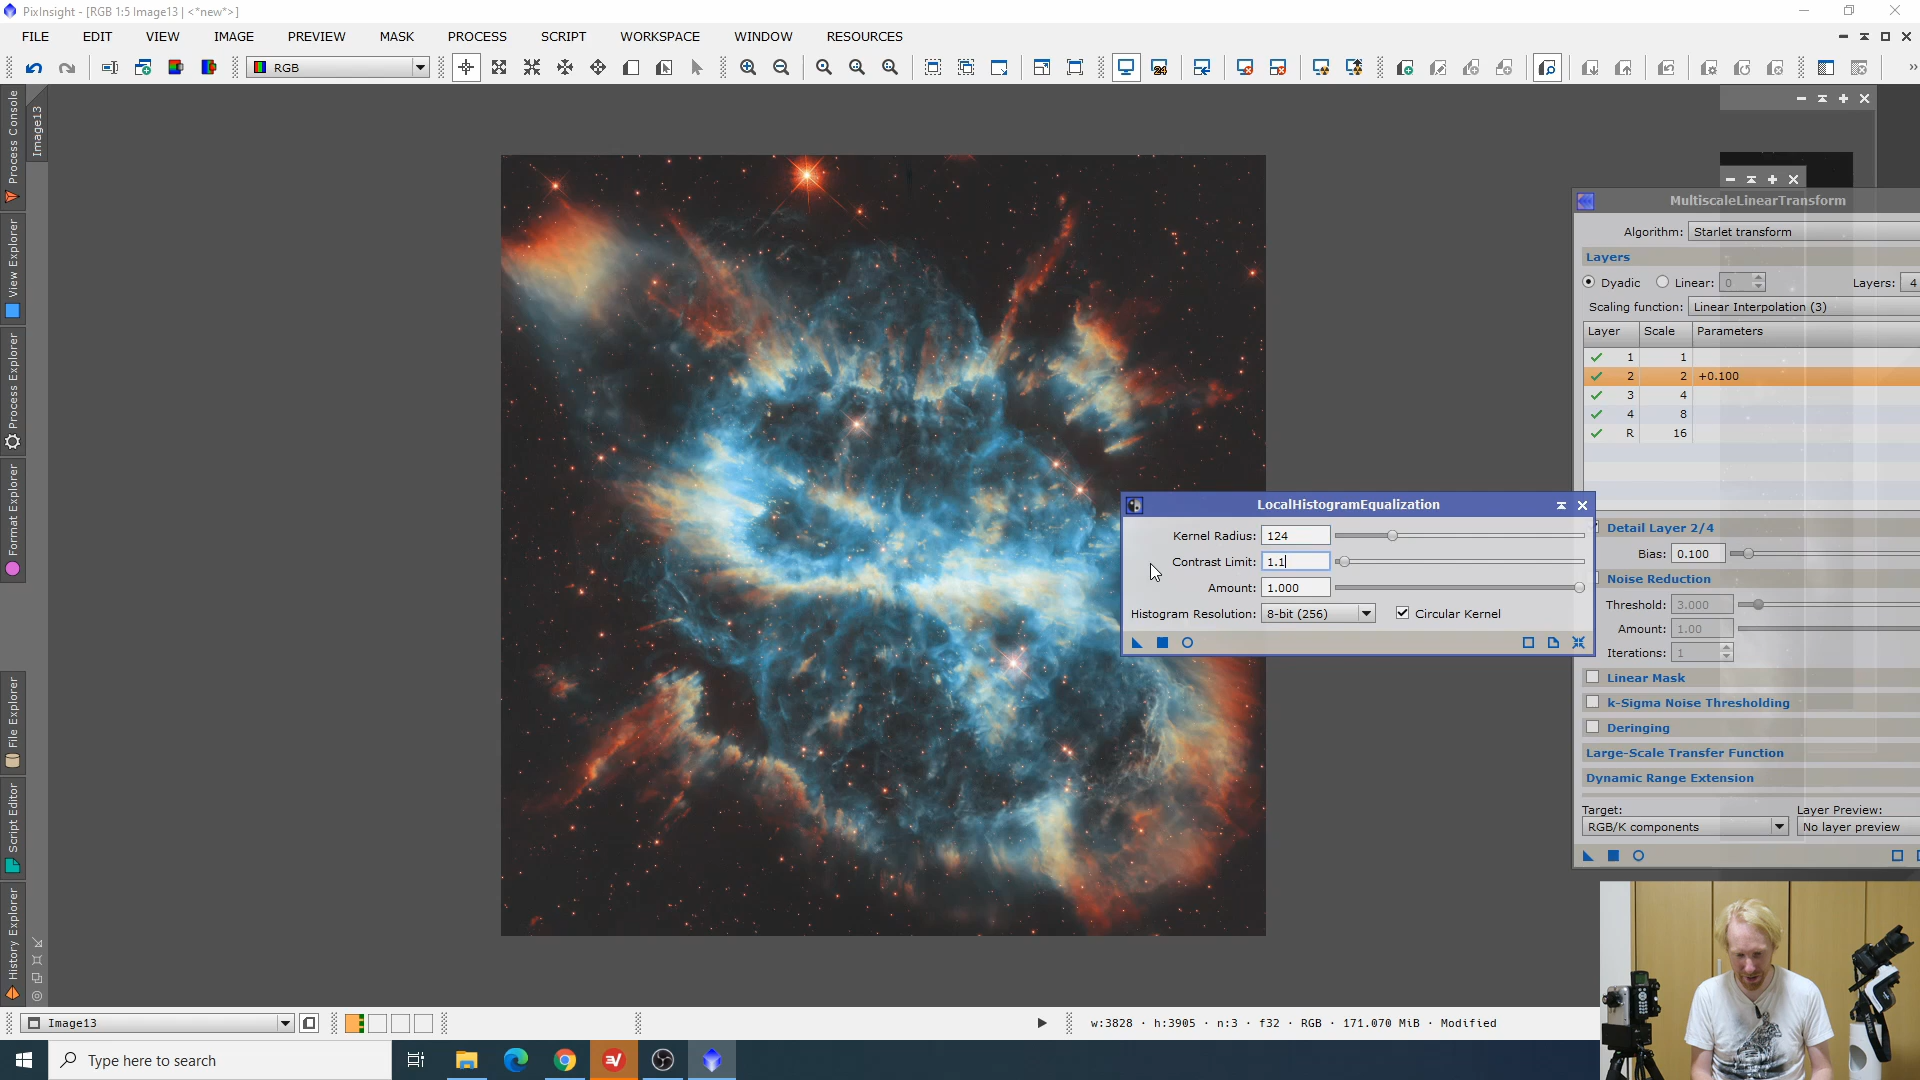 PixInsight - [RGB 1:5 Image13 | <*new*>]
FILE EDIT VIEW IMAGE PREVIEW MASK PROCESS SCRIPT WORKSPACE WINDOW RESOURCES
RGB
24
Process Console
Image13
View Explorer
Process Explorer
Format Explorer
File Explorer
Script Editor
History Explorer
MultiscaleLinearTransform
Algorithm: Starlet transform
Layers
Dyadic Linear: 0 Layers: 4
Scaling function: Linear Interpolation (3)
Layer Scale Parameters
1 1
2 2 +0.100
3 4
4 8
R 16
Detail Layer 2/4
Bias: 0.100
Noise Reduction
Threshold: 3.000
Amount: 1.00
Iterations: 1
Linear Mask
k-Sigma Noise Thresholding
Deringing
Large-Scale Transfer Function
Dynamic Range Extension
Target: Layer Preview:
RGB/K components No layer preview
LocalHistogramEqualization
Kernel Radius: 124
Contrast Limit: 1.1
Amount: 1.000
Histogram Resolution: 8-bit (256) Circular Kernel
Image13
w:3828 · h:3905 · n:3 · f32 · RGB · 171.070 MiB · Modified
Type here to search